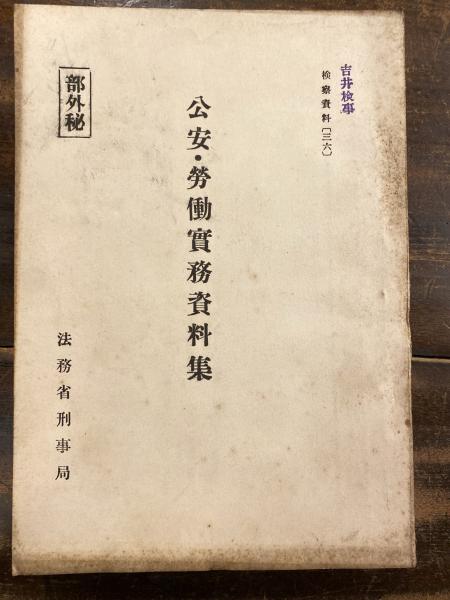 吉井検事
検察資料〔三六〕
公安・勞働實務資料集
部外秘
法務省刑事局